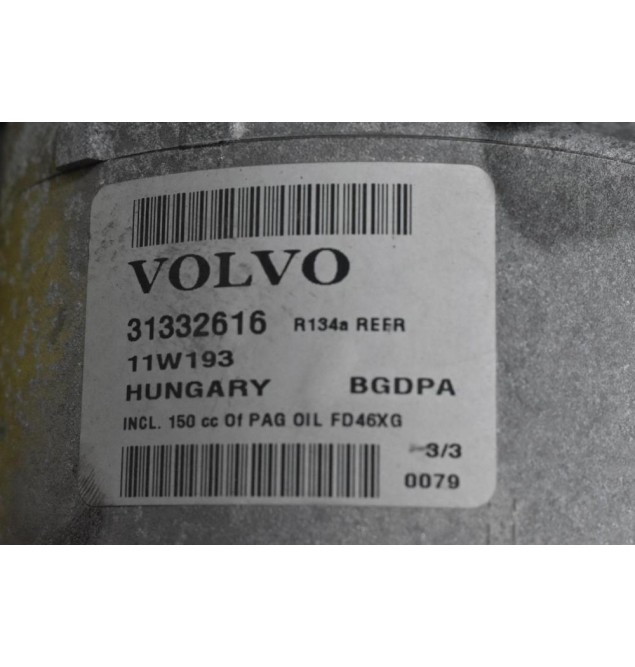 VOLVO
31332616 R134a REER
11W193
HUNGARY BGDPA
INCL. 150 cc Of PAG OIL FD46XG
3/3
0079